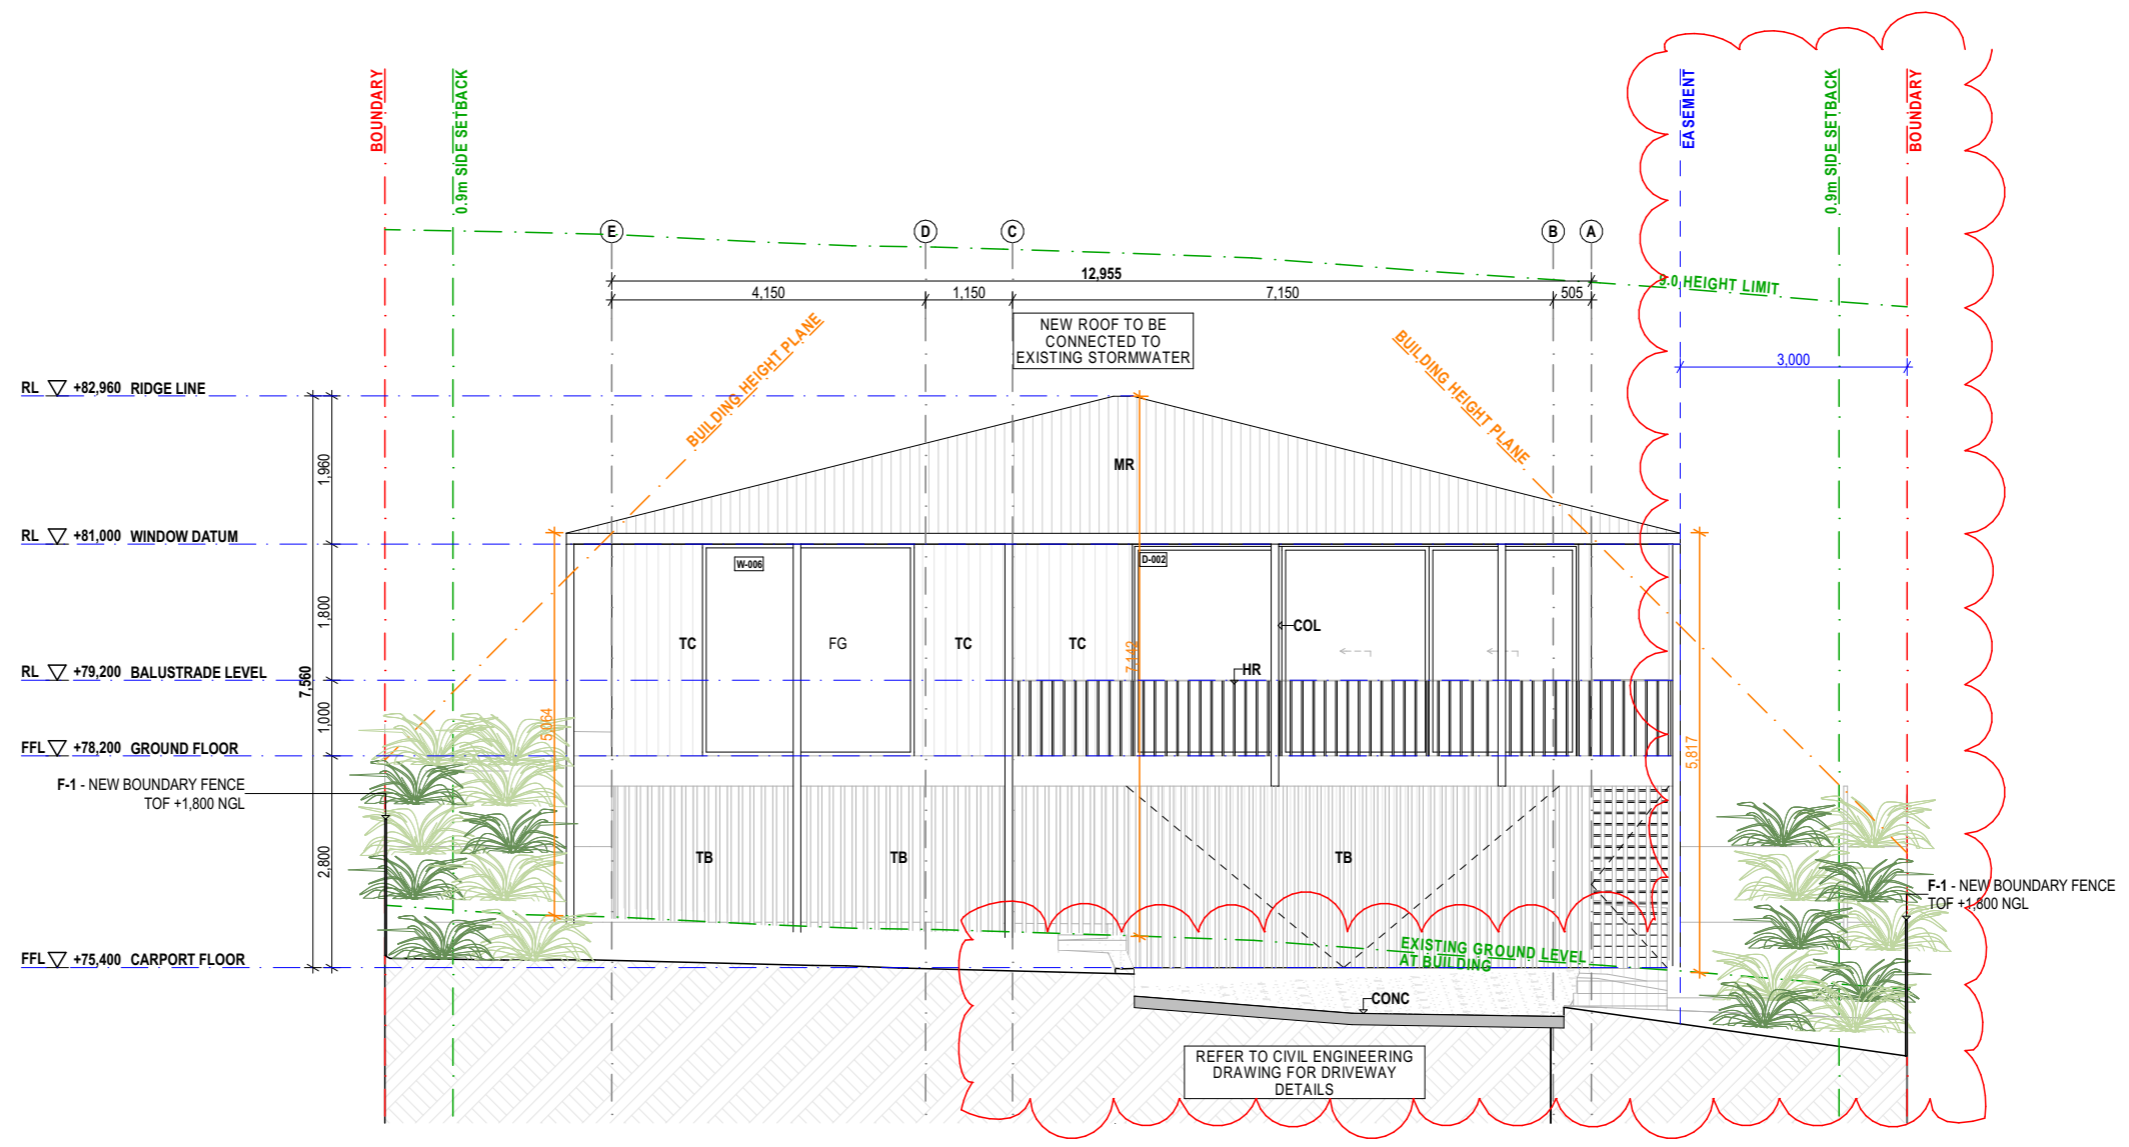 BOUNDARY
0.9m SIDE SETBACK
EASEMENT
0.9m SIDE SETBACK
BOUNDARY
E
D
C
B
A
12,955
4,150
1,150
7,150
505
9.0 HEIGHT LIMIT
NEW ROOF TO BE
CONNECTED TO
EXISTING STORMWATER
BUILDING HEIGHT PLANE
BUILDING HEIGHT PLANE
3,000
RL +82,960 RIDGE LINE
1,960
MR
RL +81,000 WINDOW DATUM
W-006
D-002
1,800
COL
TC
FG
TC
TC
7,142
HR
RL +79,200 BALUSTRADE LEVEL
7,560
1,000
5,064
5,817
FFL +78,200 GROUND FLOOR
F-1 - NEW BOUNDARY FENCE
TOF +1,800 NGL
2,800
TB
TB
TB
F-1 - NEW BOUNDARY FENCE
TOF +1,800 NGL
EXISTING GROUND LEVEL
AT BUILDING
FFL +75,400 CARPORT FLOOR
CONC
REFER TO CIVIL ENGINEERING
DRAWING FOR DRIVEWAY
DETAILS